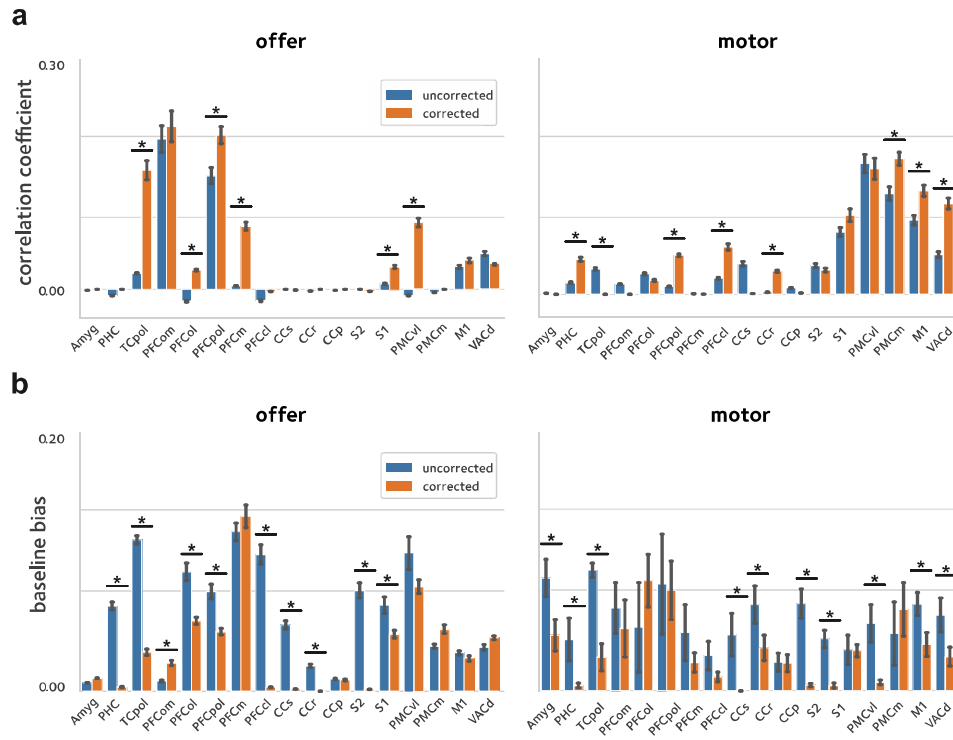 a
offer
motor
correlation coefficient
0.30
0.00
uncorrected
corrected
* * * * * *
* * * * * * * *
Amyg PHC TCpol PFCom PFCol PFCpol PFCm PFCcl CCs CCr CCp S2 S1 PMCvl PMCm M1 VACd
Amyg PHC TCpol PFCom PFCol PFCpol PFCm PFCcl CCs CCr CCp S2 S1 PMCvl PMCm M1 VACd
b
offer
motor
baseline bias
0.20
0.00
uncorrected
corrected
* * * * * * * * * *
* * * * * * * * * *
Amyg PHC TCpol PFCom PFCol PFCpol PFCm PFCcl CCs CCr CCp S2 S1 PMCvl PMCm M1 VACd
Amyg PHC TCpol PFCom PFCol PFCpol PFCm PFCcl CCs CCr CCp S2 S1 PMCvl PMCm M1 VACd